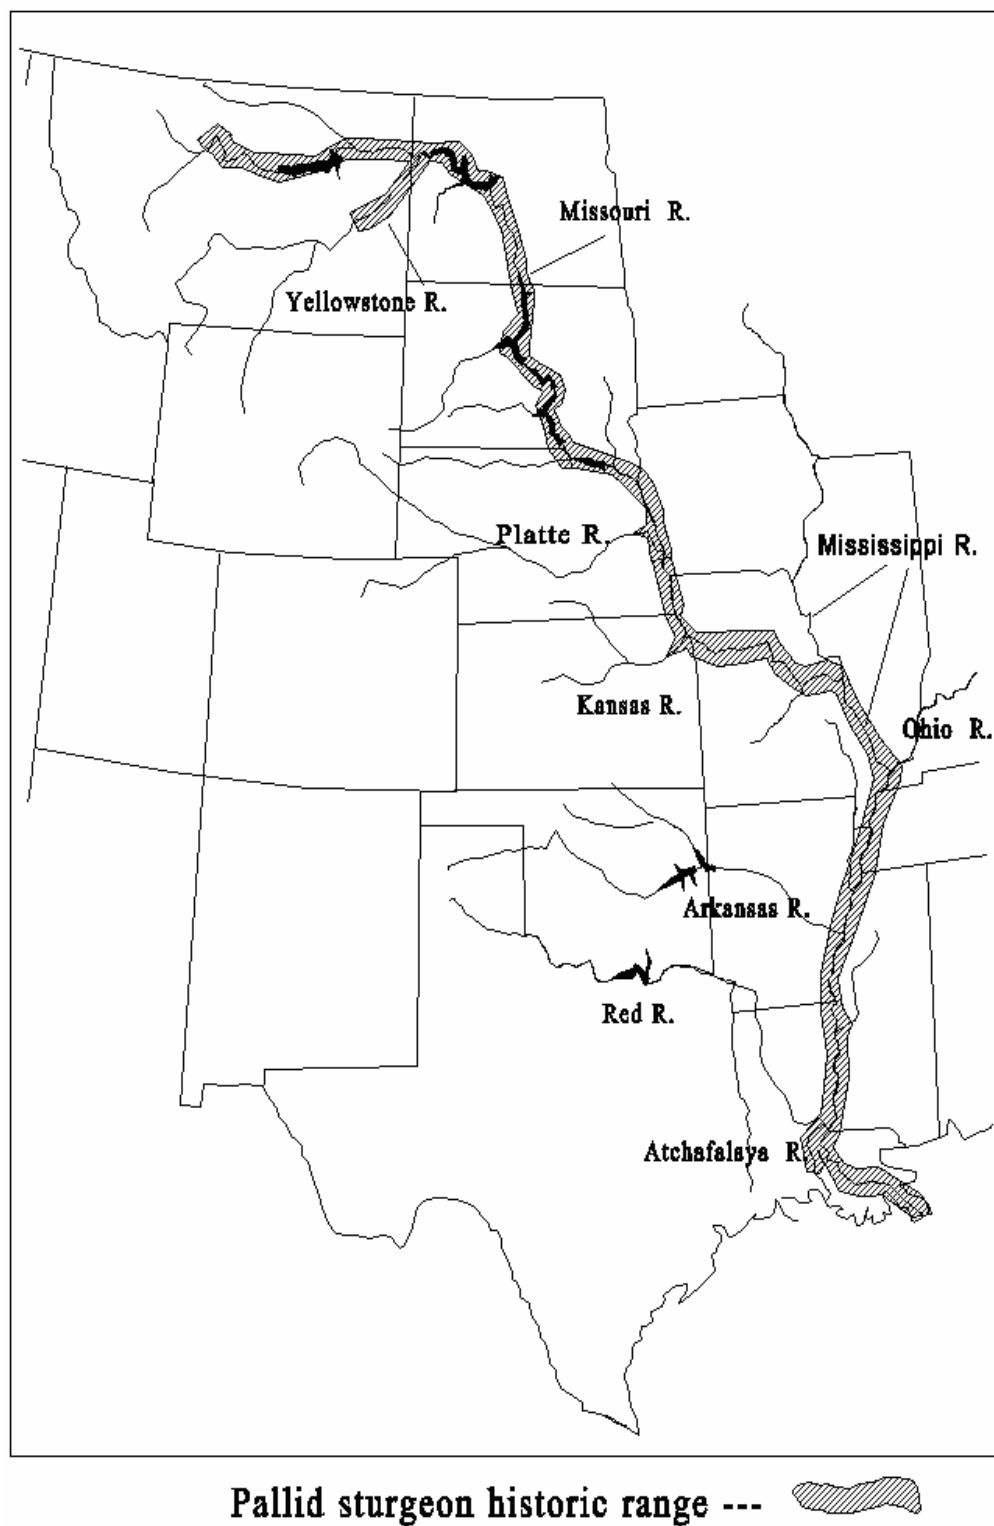 Missouri R.
Yellowstone R.
Platte R.
Mississippi R.
Kansas R.
Ohio R.
Arkansas R.
Red R.
Atchafalaya R.
Pallid sturgeon historic range ---